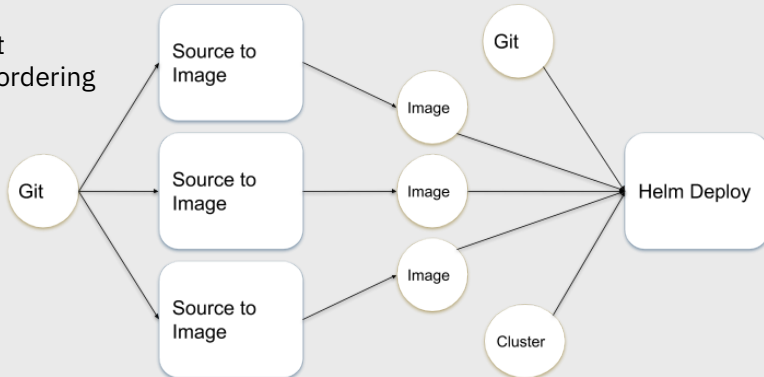 ordering
Git
Source to
Image
Source to
Image
Source to
Image
Image
Image
Image
Git
Cluster
Helm Deploy